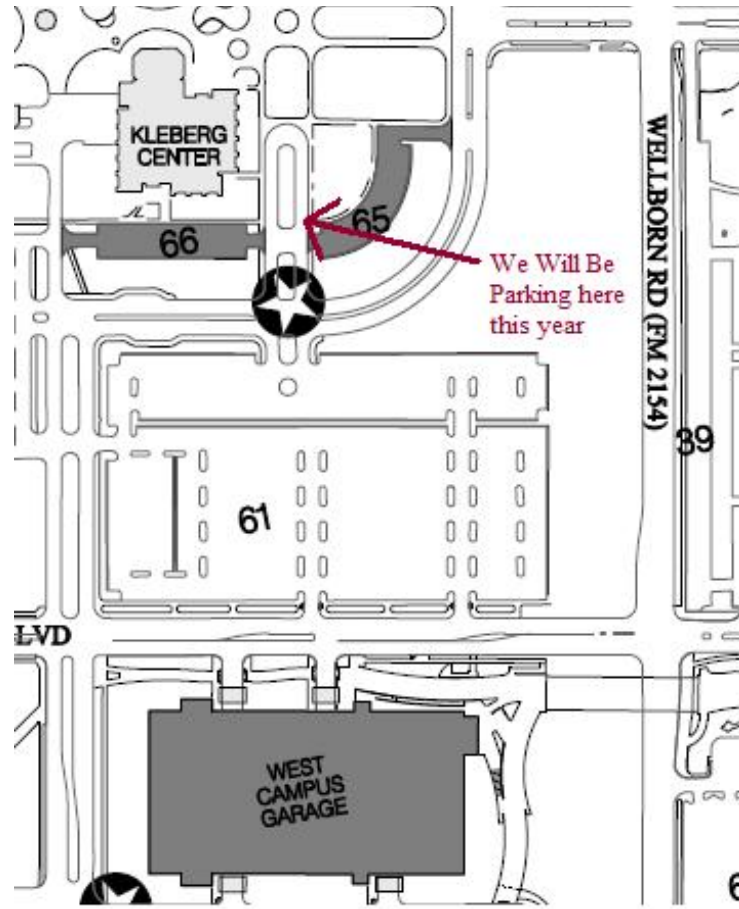 KLEBERG
CENTER
66
65
We Will Be
Parking here
this year
WELLBORN RD (FM 2154)
39
61
LVD
WEST
CAMPUS
GARAGE
6